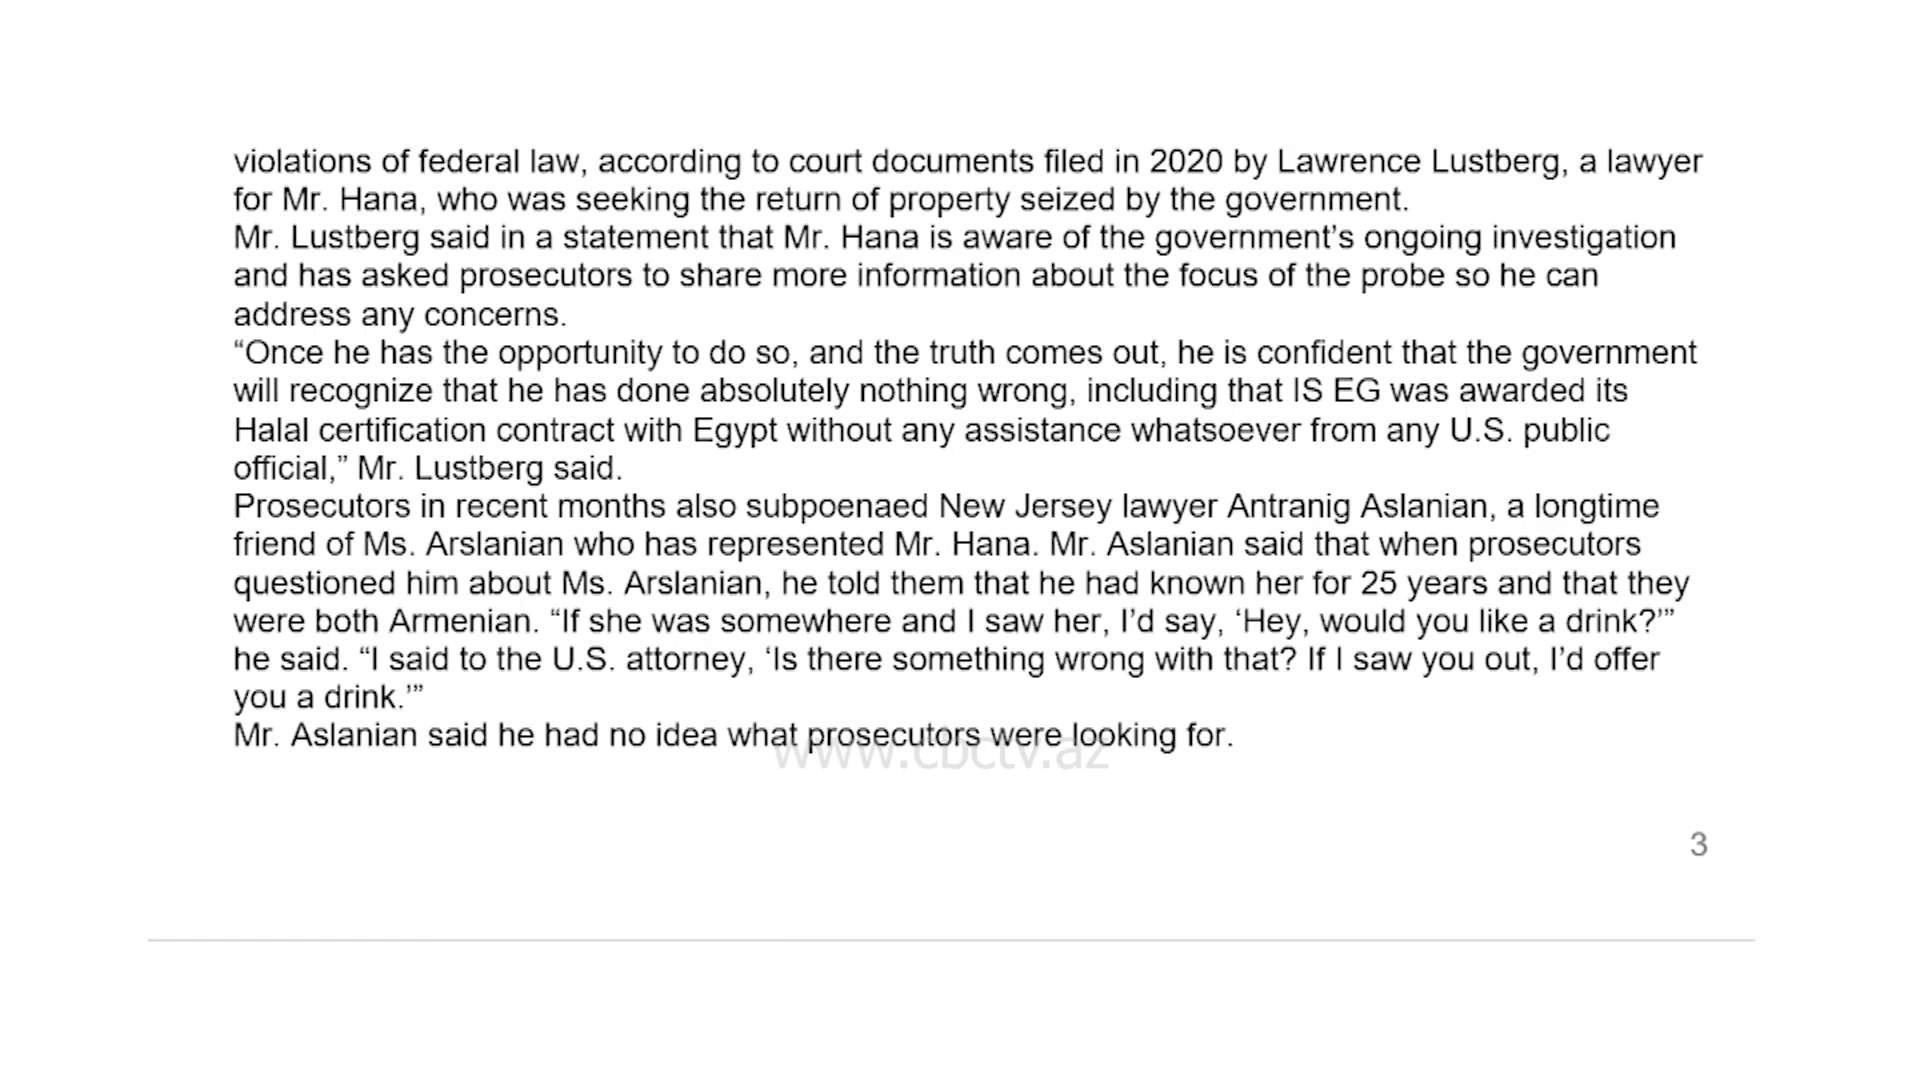 violations of federal law, according to court documents filed in 2020 by Lawrence Lustberg, a lawyer
for Mr. Hana, who was seeking the return of property seized by the government.
Mr. Lustberg said in a statement that Mr. Hana is aware of the government’s ongoing investigation
and has asked prosecutors to share more information about the focus of the probe so he can
address any concerns.
“Once he has the opportunity to do so, and the truth comes out, he is confident that the government
will recognize that he has done absolutely nothing wrong, including that IS EG was awarded its
Halal certification contract with Egypt without any assistance whatsoever from any U.S. public
official,” Mr. Lustberg said.
Prosecutors in recent months also subpoenaed New Jersey lawyer Antranig Aslanian, a longtime
friend of Ms. Arslanian who has represented Mr. Hana. Mr. Aslanian said that when prosecutors
questioned him about Ms. Arslanian, he told them that he had known her for 25 years and that they
were both Armenian. “If she was somewhere and I saw her, I’d say, ‘Hey, would you like a drink?’”
he said. “I said to the U.S. attorney, ‘Is there something wrong with that? If I saw you out, I’d offer
you a drink.’”
Mr. Aslanian said he had no idea what prosecutors were looking for.
www.cbctv.az
3